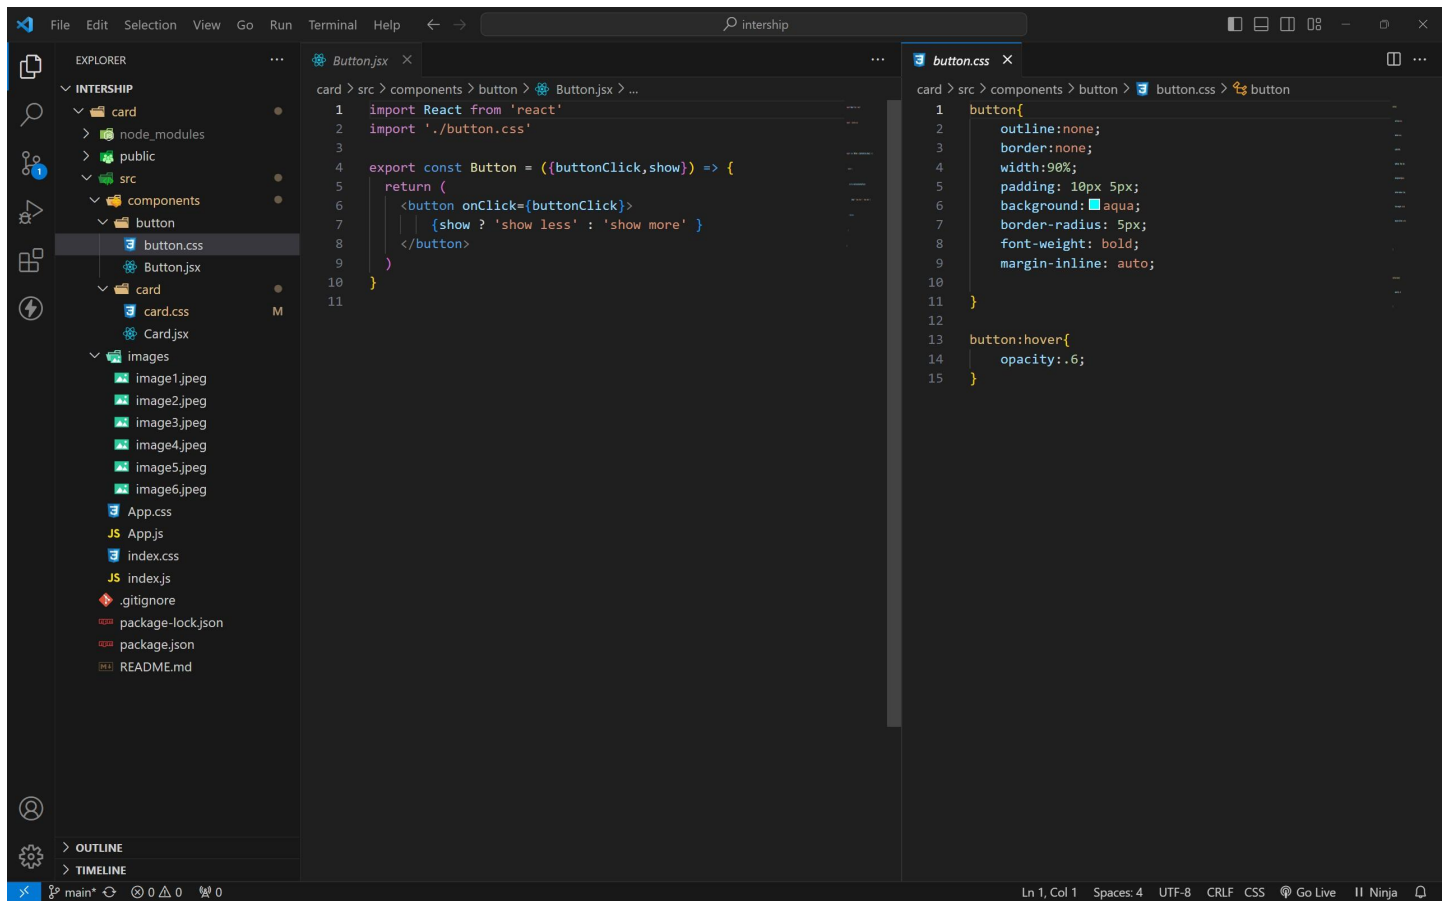 File Edit Selection View Go Run Terminal Help
intership
EXPLORER
INTERSHIP
card
node_modules
public
src
components
button
button.css
Button.jsx
card
card.css M
Card.jsx
images
image1.jpeg
image2.jpeg
image3.jpeg
image4.jpeg
image5.jpeg
image6.jpeg
App.css
JS App.js
index.css
JS index.js
.gitignore
package-lock.json
package.json
README.md
OUTLINE
TIMELINE
1
Button.jsx
card > src > components > button > Button.jsx > ...
1 import React from 'react'
2 import './button.css'
3
4 export const Button = ({buttonClick,show}) => {
5 return (
6 <button onClick={buttonClick}>
7 {show ? 'show less' : 'show more' }
8 </button>
9 )
10 }
11
button.css
card > src > components > button > button.css > button
1 button{
2 outline:none;
3 border:none;
4 width:90%;
5 padding: 10px 5px;
6 background: aqua;
7 border-radius: 5px;
8 font-weight: bold;
9 margin-inline: auto;
10
11 }
12
13 button:hover{
14 opacity:.6;
15 }
main* 0 0 0
Ln 1, Col 1 Spaces: 4 UTF-8 CRLF CSS Go Live Ninja